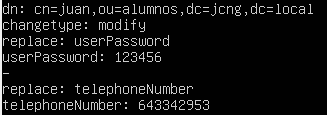 dn: cn=juan,ou=alumnos,dc=jcng,dc=local
changetype: modify
replace: userPassword
userPassword: 123456
-
replace: telephoneNumber
telephoneNumber: 643342953